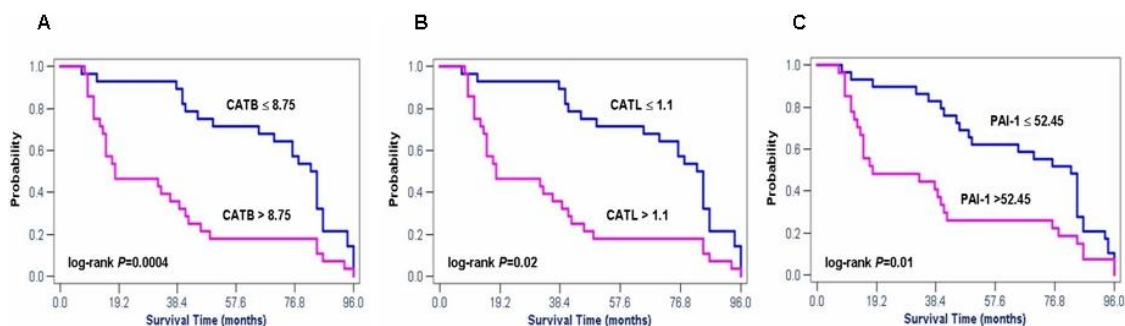 A
Probability
1.0
0.8
0.6
0.4
0.2
0.0
CATB ≤ 8.75
CATB > 8.75
log-rank P=0.0004
0.0 19.2 38.4 57.6 76.8 96.0
Survival Time (months)
B
Probability
1.0
0.8
0.6
0.4
0.2
0.0
CATL ≤ 1.1
CATL > 1.1
log-rank P=0.02
0.0 19.2 38.4 57.6 76.8 96.0
Survival Time (months)
C
Probability
1.0
0.8
0.6
0.4
0.2
0.0
PAI-1 ≤ 52.45
PAI-1 >52.45
log-rank P=0.01
0.0 19.2 38.4 57.6 76.8 96.0
Survival Time (months)